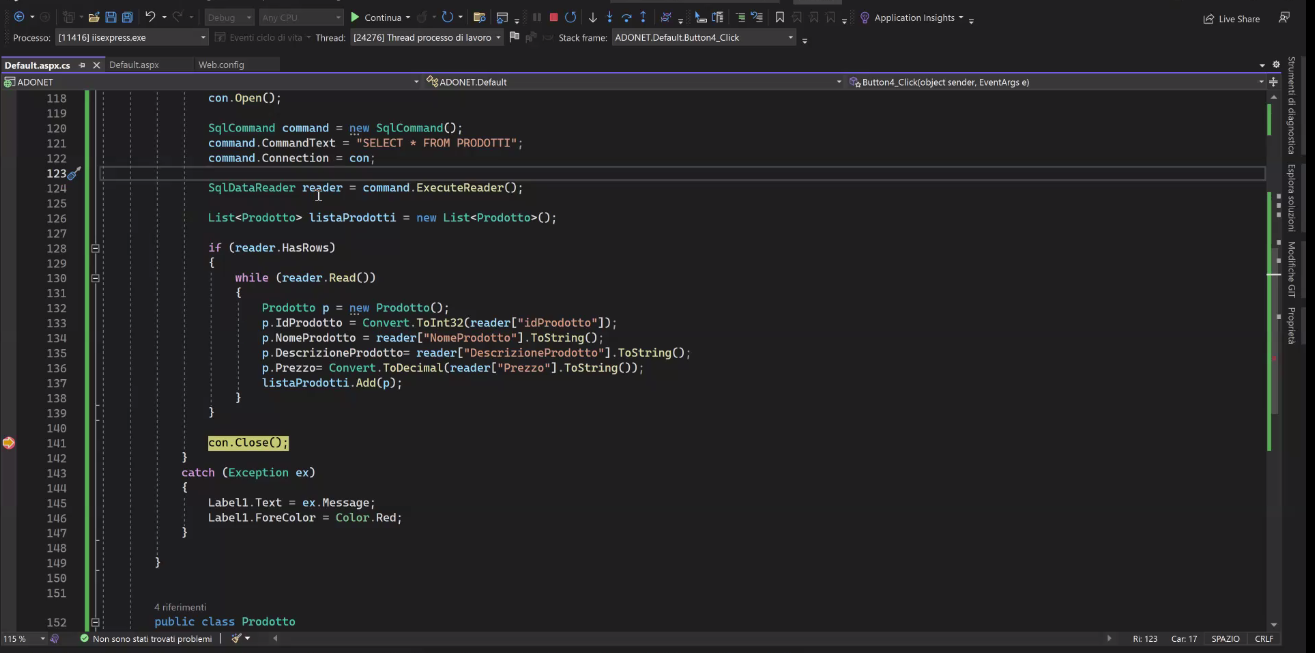 Debug Any CPU Continue Application Insights Live Share
Processo: [11416] iisexpress.exe Eventi ciclo di vita Thread: [24276] Thread processo di lavoro Stack frame: ADONET.Default.Button4_Click
Default.aspx.cs Default.aspx Web.config
ADONET ADONET.Default Button4_Click(object sender, EventArgs e)
118 con.Open();
119
120 SqlCommand command = new SqlCommand();
121 command.CommandText = "SELECT * FROM PRODOTTI";
122 command.Connection = con;
123
124 SqlDataReader reader = command.ExecuteReader();
125
126 List<Prodotto> listaProdotti = new List<Prodotto>();
127
128 if (reader.HasRows)
129 {
130 while (reader.Read())
131 {
132 Prodotto p = new Prodotto();
133 p.IdProdotto = Convert.ToInt32(reader["idProdotto"]);
134 p.NomeProdotto = reader["NomeProdotto"].ToString();
135 p.DescrizioneProdotto= reader["DescrizioneProdotto"].ToString();
136 p.Prezzo= Convert.ToDecimal(reader["Prezzo"].ToString());
137 listaProdotti.Add(p);
138 }
139 }
140
141 con.Close();
142 }
143 catch (Exception ex)
144 {
145 Label1.Text = ex.Message;
146 Label1.ForeColor = Color.Red;
147 }
148
149 }
150
151
4 riferimenti
152 public class Prodotto
115 % Non sono stati trovati problemi Ri: 123 Car: 17 SPAZIO CRLF
Strumenti di diagnostica
Esplora soluzioni
Modifiche GIT
Proprietà